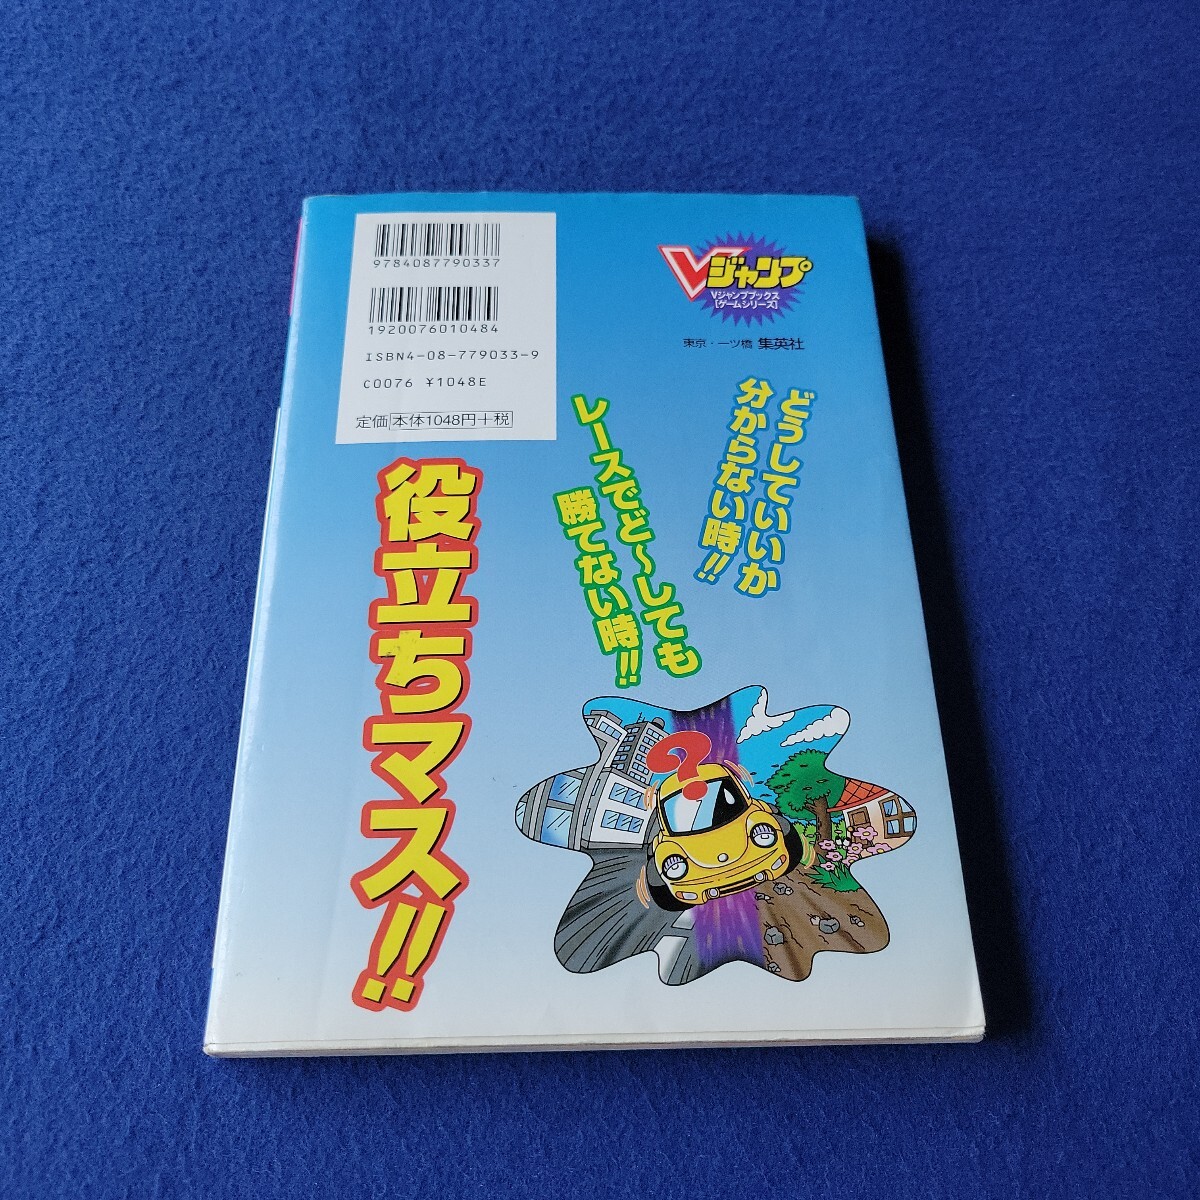 9784087790337
1920076010484
ISBN4-08-779033-9
C0076 ¥1048E
定価 本体1048円+税
Vジャンプ
Vジャンプブックス
[ゲームシリーズ]
東京・一ツ橋 集英社
どうしていいか
分からない時!!
レースでど〜しても
勝てない時!!
役立ちマス!!
?